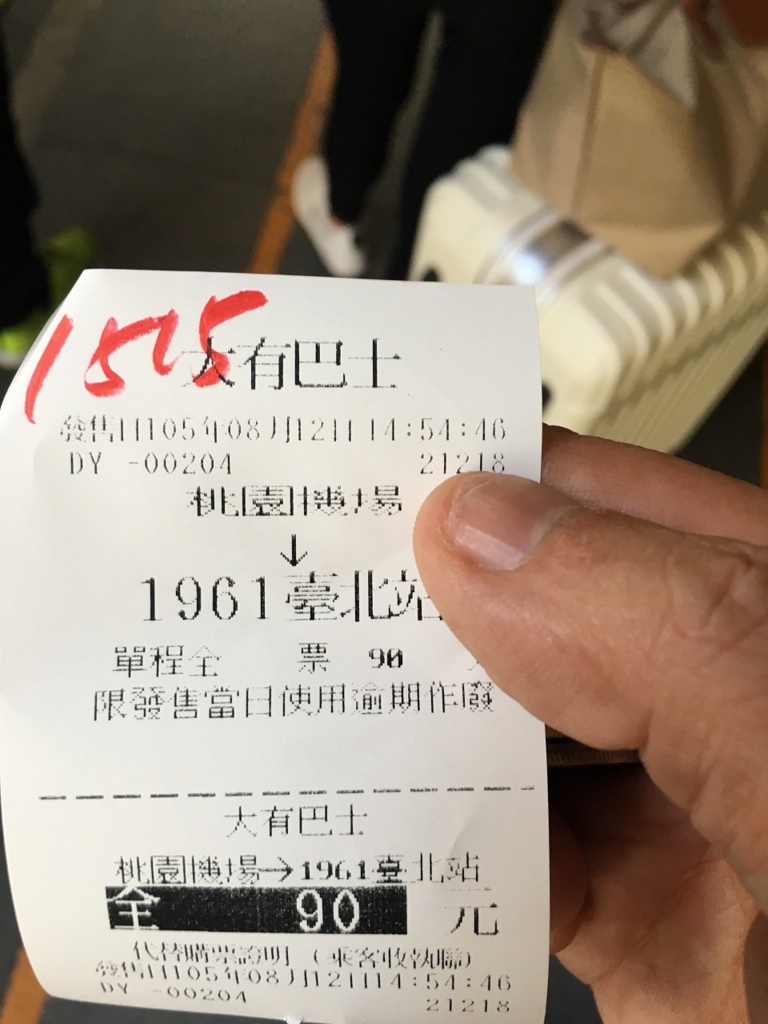 1515
大有巴士
發售日105年08月12日 14:54:46
DY -00204 21218
桃園機場
↓
1961臺北站
單程全 票 90
限發售當日使用逾期作廢
大有巴士
桃園機場→1961臺北站
全 90 元
代替購票證明 (乘客收執聯)
發售日105年08月12日14:54:46
DY -00204
21218